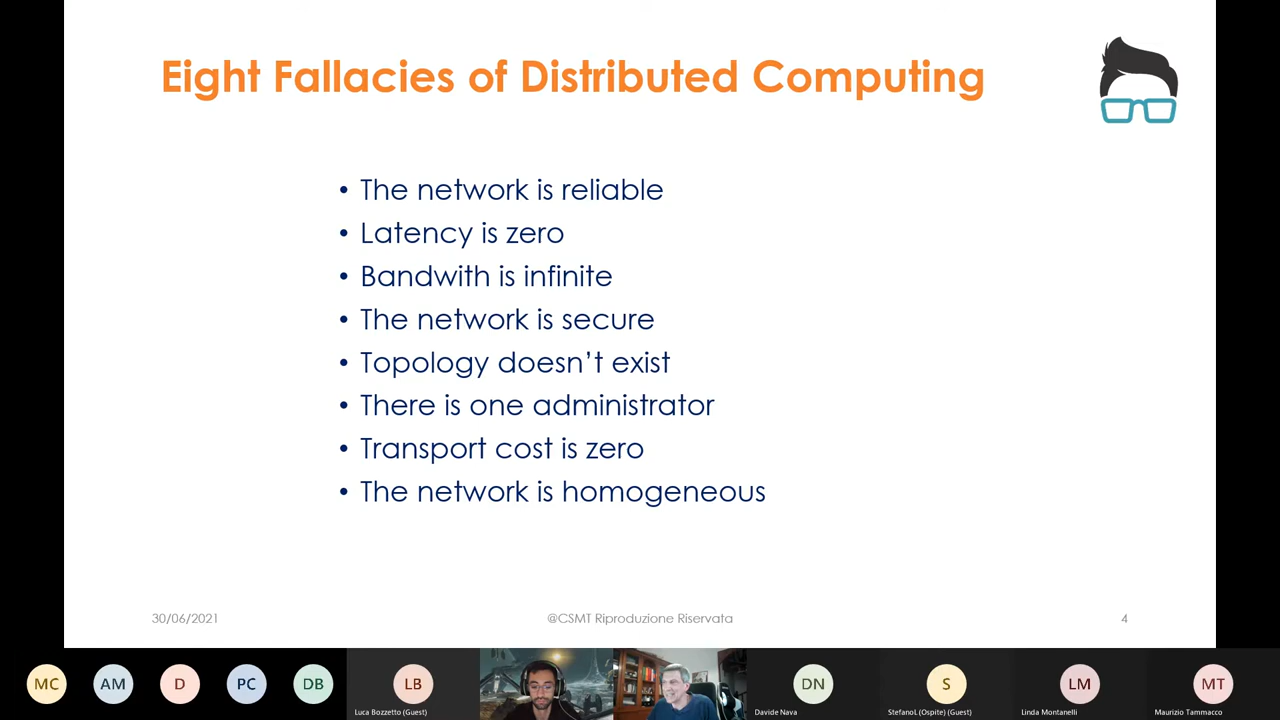 Eight Fallacies of Distributed Computing
• The network is reliable
• Latency is zero
• Bandwith is infinite
• The network is secure
• Topology doesn’t exist
• There is one administrator
• Transport cost is zero
• The network is homogeneous
30/06/2021
@CSMT Riproduzione Riservata
4
MC
AM
D
PC
DB
LB
DN
S
LM
MT
Luca Bozzetto (Guest)
Davide Nava
StefanoL (Ospite) (Guest)
Linda Montanelli
Maurizio Tammacco